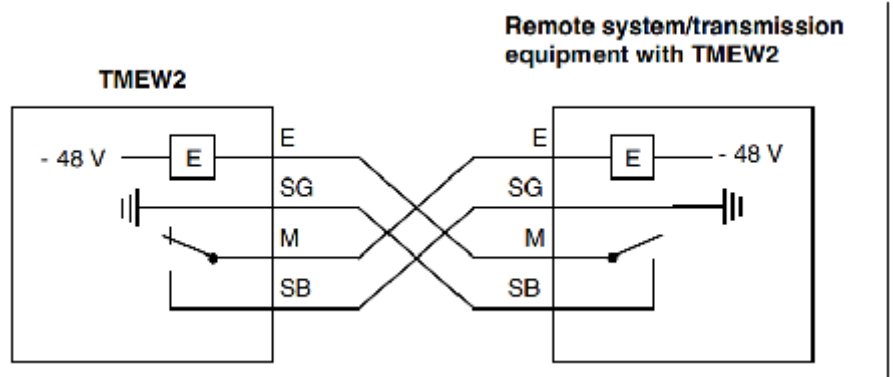 Remote system/transmission
equipment with TMEW2
TMEW2
- 48 V
E
E
SG
M
SB
E
SG
M
SB
E
- 48 V